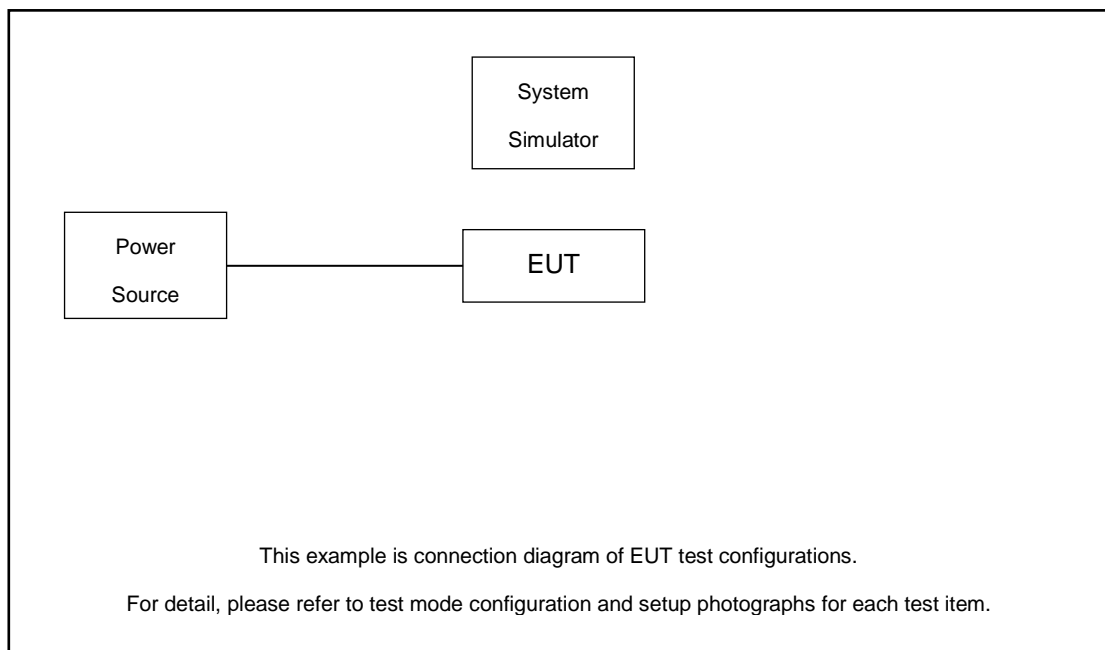 System
Simulator
Power
Source
EUT
This example is connection diagram of EUT test configurations.
For detail, please refer to test mode configuration and setup photographs for each test item.